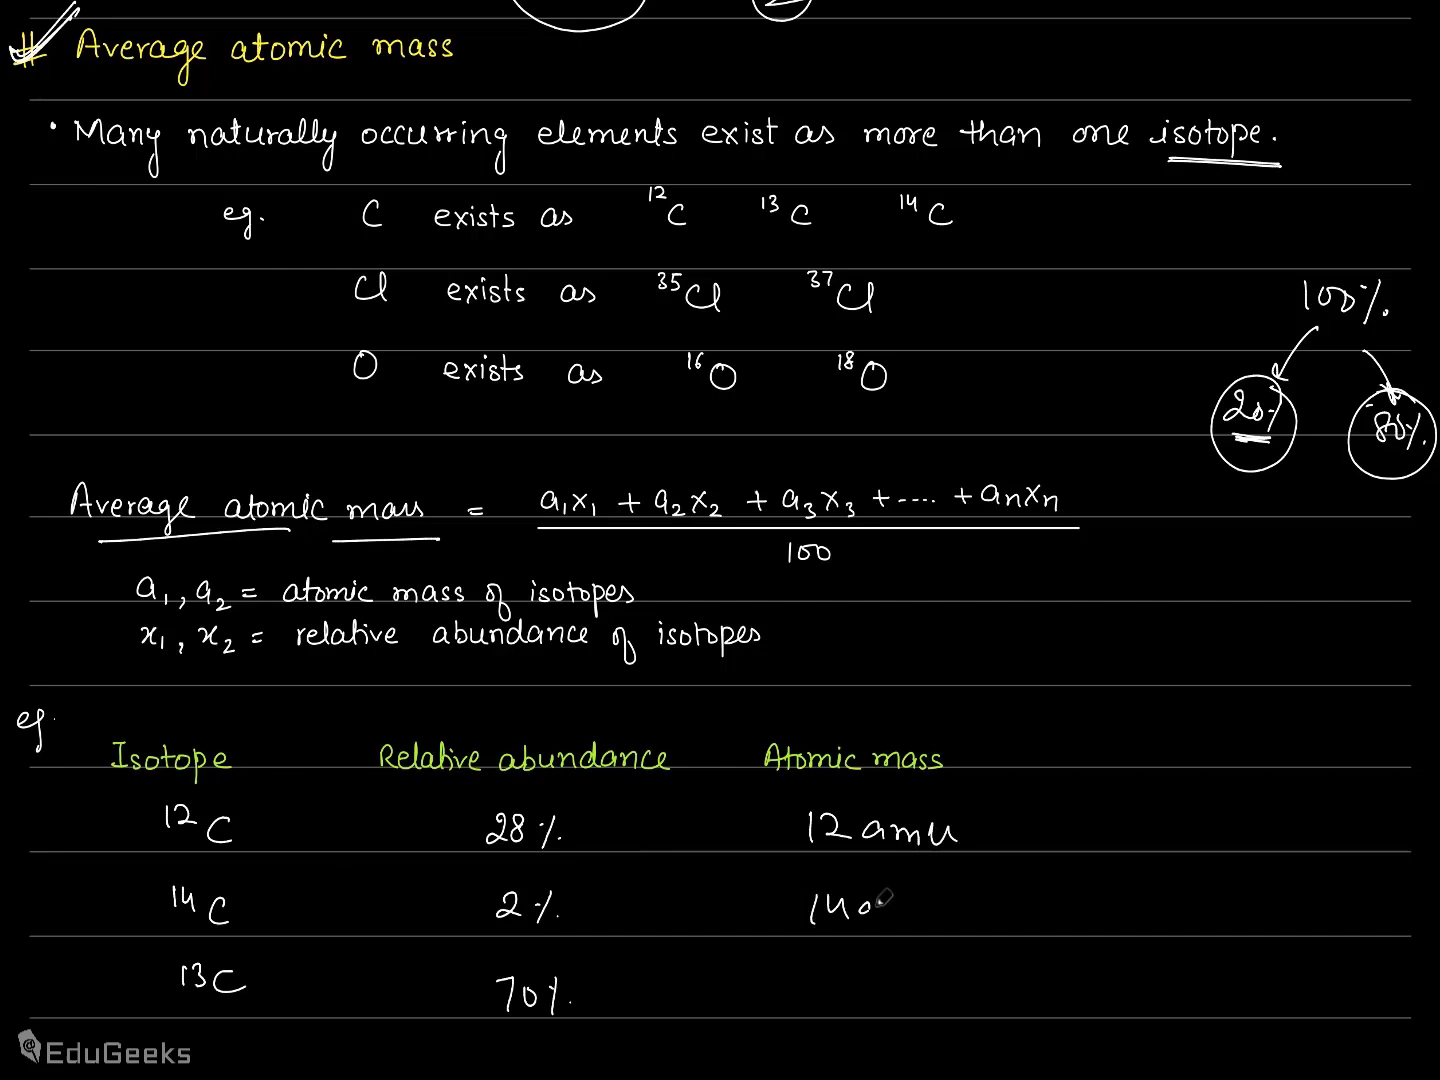 # Average atomic mass
• Many naturally occurring elements exist as more than one isotope.
eg. C exists as ¹²C ¹³C ¹⁴C
Cl exists as ³⁵Cl ³⁷Cl
100%.
O exists as ¹⁶O ¹⁸O
20% 80%.
Average atomic mass = a₁x₁ + a₂x₂ + a₃x₃ + .... + anxn
100
a₁, a₂ = atomic mass of isotopes
x₁, x₂ = relative abundance of isotopes
eg.
Isotope Relative abundance Atomic mass
¹²C 28%. 12 amu
¹⁴C 2%. 14 a
¹³C 70%.
EduGeeks